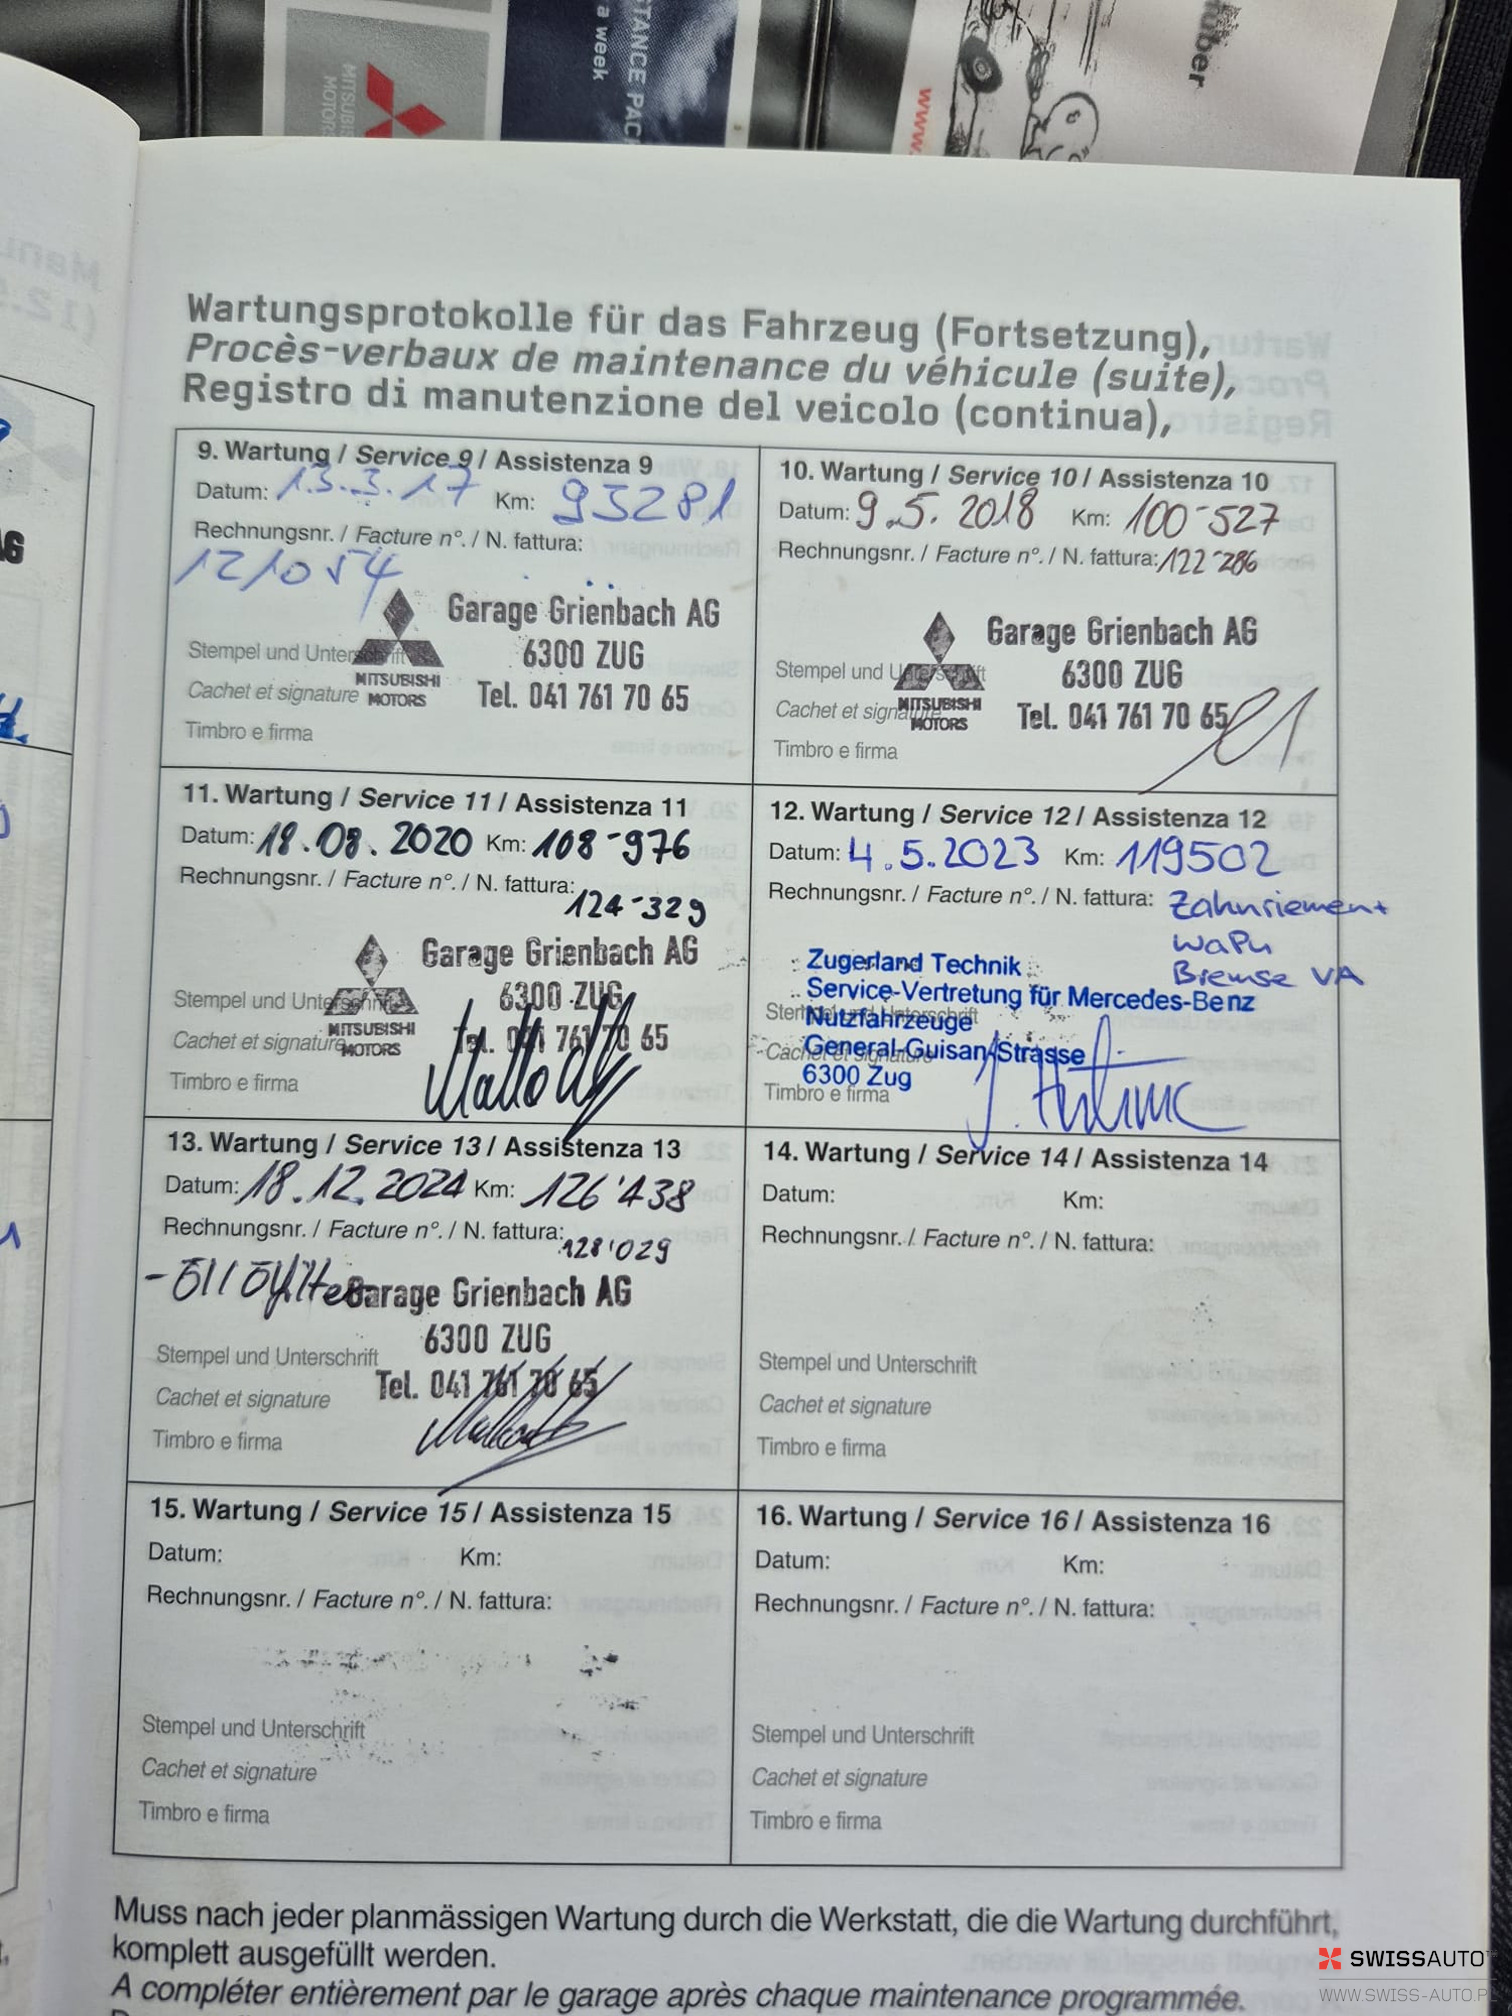 MITSUBISHI
MOTORS
STANCE PAC
a week
www.
Wartungsprotokolle für das Fahrzeug (Fortsetzung),
Procès-verbaux de maintenance du véhicule (suite),
Registro di manutenzione del veicolo (continua),
9. Wartung / Service 9 / Assistenza 9
Datum: 13.3.17 Km: 93281
Rechnungsnr. / Facture n°. / N. fattura:
121054
Garage Grienbach AG
6300 ZUG
Tel. 041 761 70 65
MITSUBISHI
MOTORS
Stempel und Unterschrift
Cachet et signature
Timbro e firma
10. Wartung / Service 10 / Assistenza 10
Datum: 9.5.2018 Km: 100-527
Rechnungsnr. / Facture n°. / N. fattura: 122-286
Garage Grienbach AG
6300 ZUG
Tel. 041 761 70 65
MITSUBISHI
MOTORS
Stempel und Unterschrift
Cachet et signature
Timbro e firma
11. Wartung / Service 11 / Assistenza 11
Datum: 18.08.2020 Km: 108-976
Rechnungsnr. / Facture n°. / N. fattura:
124-329
Garage Grienbach AG
6300 ZUG
Tel. 041 761 70 65
MITSUBISHI
MOTORS
Stempel und Unterschrift
Cachet et signature
Timbro e firma
12. Wartung / Service 12 / Assistenza 12
Datum: 4.5.2023 Km: 119502
Rechnungsnr. / Facture n°. / N. fattura: Zahnriemen+
WaPu
Bremse VA
Zugerland Technik
Service-Vertretung für Mercedes-Benz
Nutzfahrzeuge
General-Guisan-Strasse
6300 Zug
Stempel und Unterschrift
Cachet et signature
Timbro e firma
13. Wartung / Service 13 / Assistenza 13
Datum: 18.12.2024 Km: 126'438
Rechnungsnr. / Facture n°. / N. fattura:
128'029
- Öl / Ölfilter
Garage Grienbach AG
6300 ZUG
Tel. 041 761 70 65
Stempel und Unterschrift
Cachet et signature
Timbro e firma
14. Wartung / Service 14 / Assistenza 14
Datum: Km:
Rechnungsnr. / Facture n°. / N. fattura:
Stempel und Unterschrift
Cachet et signature
Timbro e firma
15. Wartung / Service 15 / Assistenza 15
Datum: Km:
Rechnungsnr. / Facture n°. / N. fattura:
Stempel und Unterschrift
Cachet et signature
Timbro e firma
16. Wartung / Service 16 / Assistenza 16
Datum: Km:
Rechnungsnr. / Facture n°. / N. fattura:
Stempel und Unterschrift
Cachet et signature
Timbro e firma
Muss nach jeder planmässigen Wartung durch die Werkstatt, die die Wartung durchführt,
komplett ausgefüllt werden.
A compléter entièrement par le garage après chaque maintenance programmée.
SWISSAUTO
WWW.SWISS-AUTO.PL